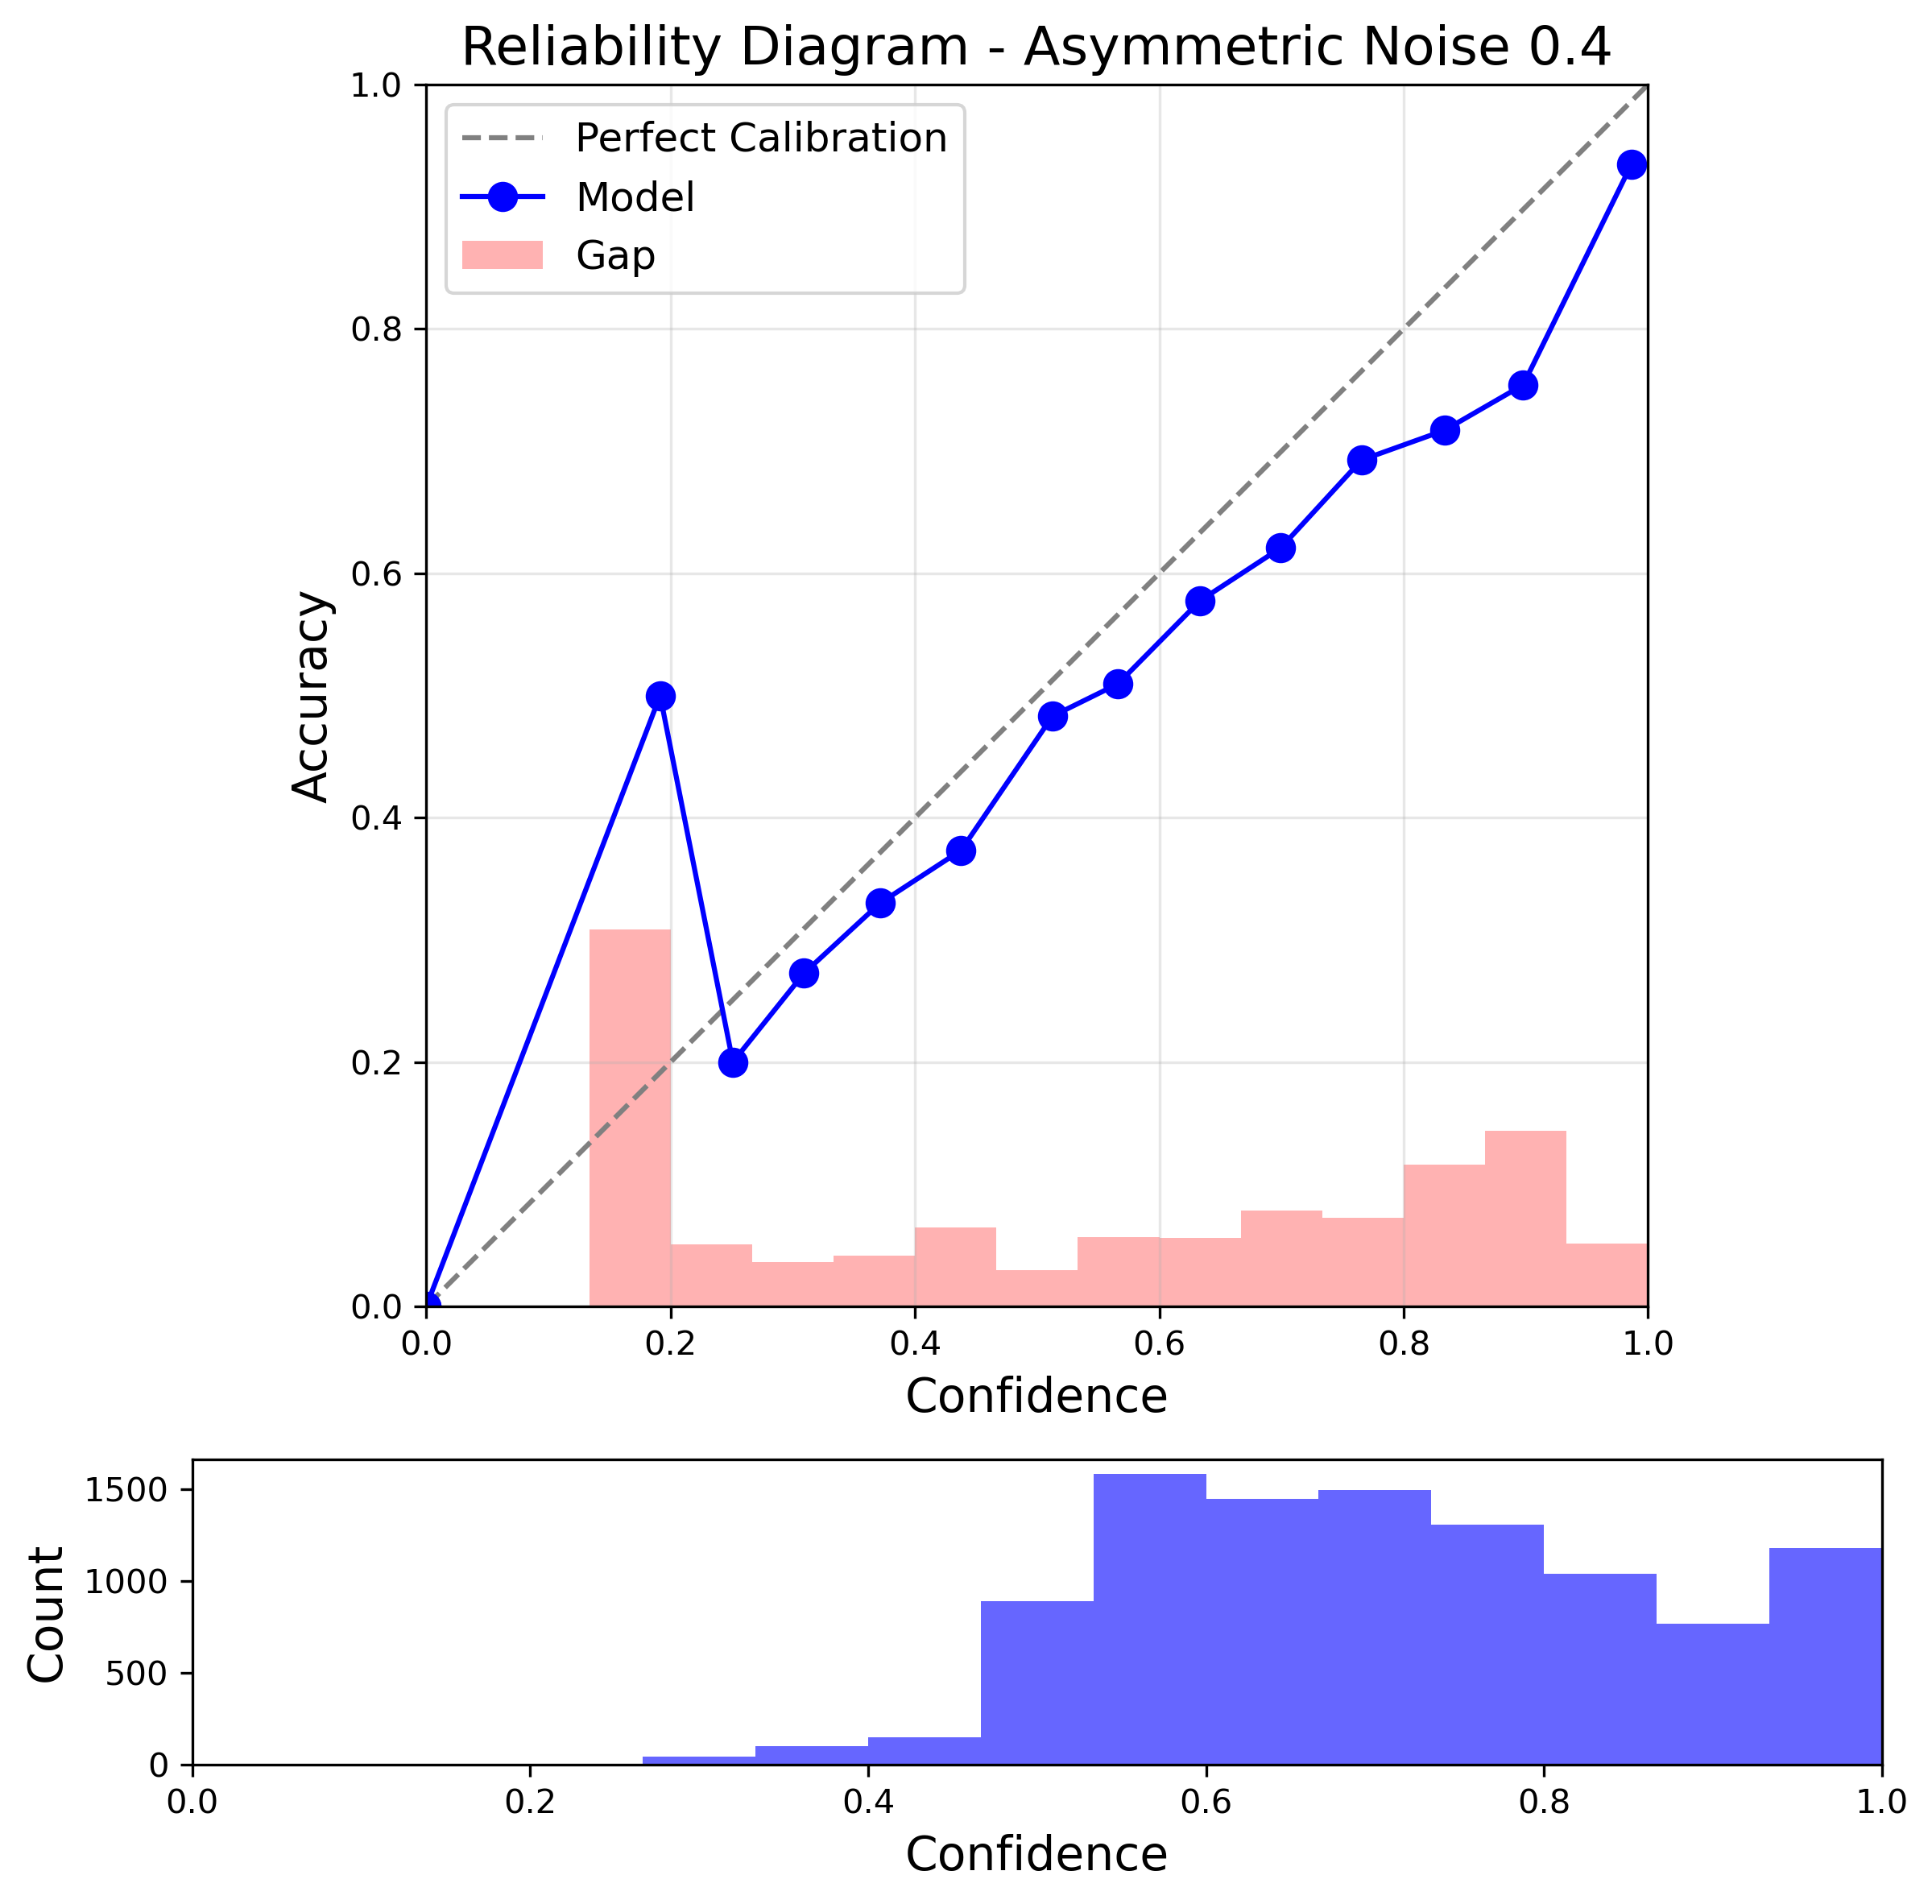 Reliability Diagram - Asymmetric Noise 0.4
1.0
Perfect Calibration
Model
Gap
0.8
0.6
Accuracy
0.4
0.2
0.0
0.0 0.2 0.4 0.6 0.8 1.0
Confidence
1500
1000
Count
500
0
0.0 0.2 0.4 0.6 0.8 1.0
Confidence